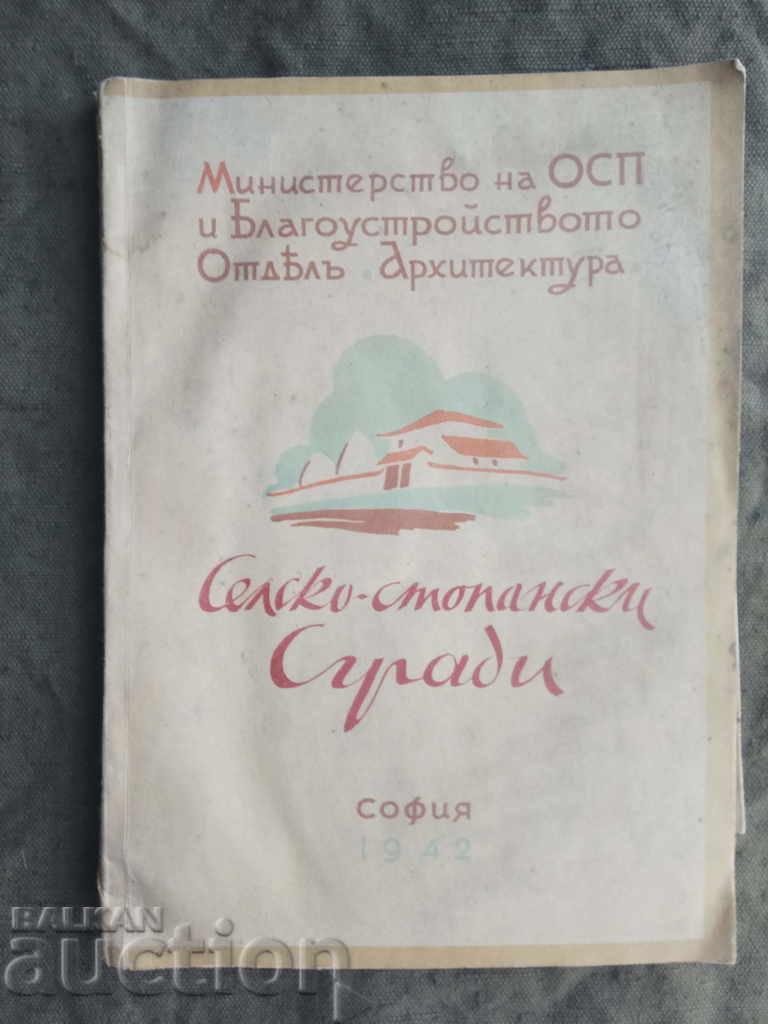 Министерство на ОСП
и Благоустройството
Отдѣлъ Архитектура
Селско-стопански
Сгради
София
1942
BALKAN
auction